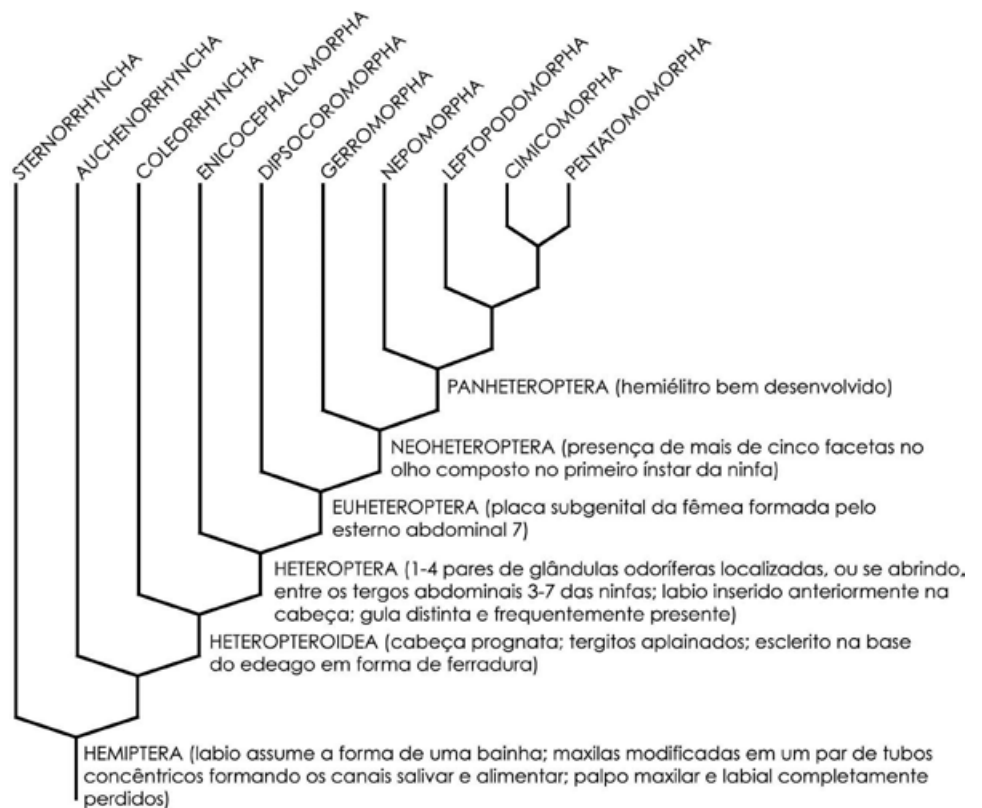 STERNORRHYNCHA
AUCHENORRHYNCHA
COLEORRHYNCHA
ENICOCEPHALOMORPHA
DIPSOCOROMORPHA
GERROMORPHA
NEPOMORPHA
LEPTOPODOMORPHA
CIMICOMORPHA
PENTATOMOMORPHA
PANHETEROPTERA (hemiélitro bem desenvolvido)
NEOHETEROPTERA (presença de mais de cinco facetas no
olho composto no primeiro ínstar da ninfa)
EUHETEROPTERA (placa subgenital da fêmea formada pelo
esterno abdominal 7)
HETEROPTERA (1-4 pares de glândulas odoríferas localizadas, ou se abrindo,
entre os tergos abdominais 3-7 das ninfas; labio inserido anteriormente na
cabeça; gula distinta e frequentemente presente)
HETEROPTEROIDEA (cabeça prognata; tergitos aplainados; esclerito na base
do edeago em forma de ferradura)
HEMIPTERA (labio assume a forma de uma bainha; maxilas modificadas em um par de tubos
concêntricos formando os canais salivar e alimentar; palpo maxilar e labial completamente
perdidos)